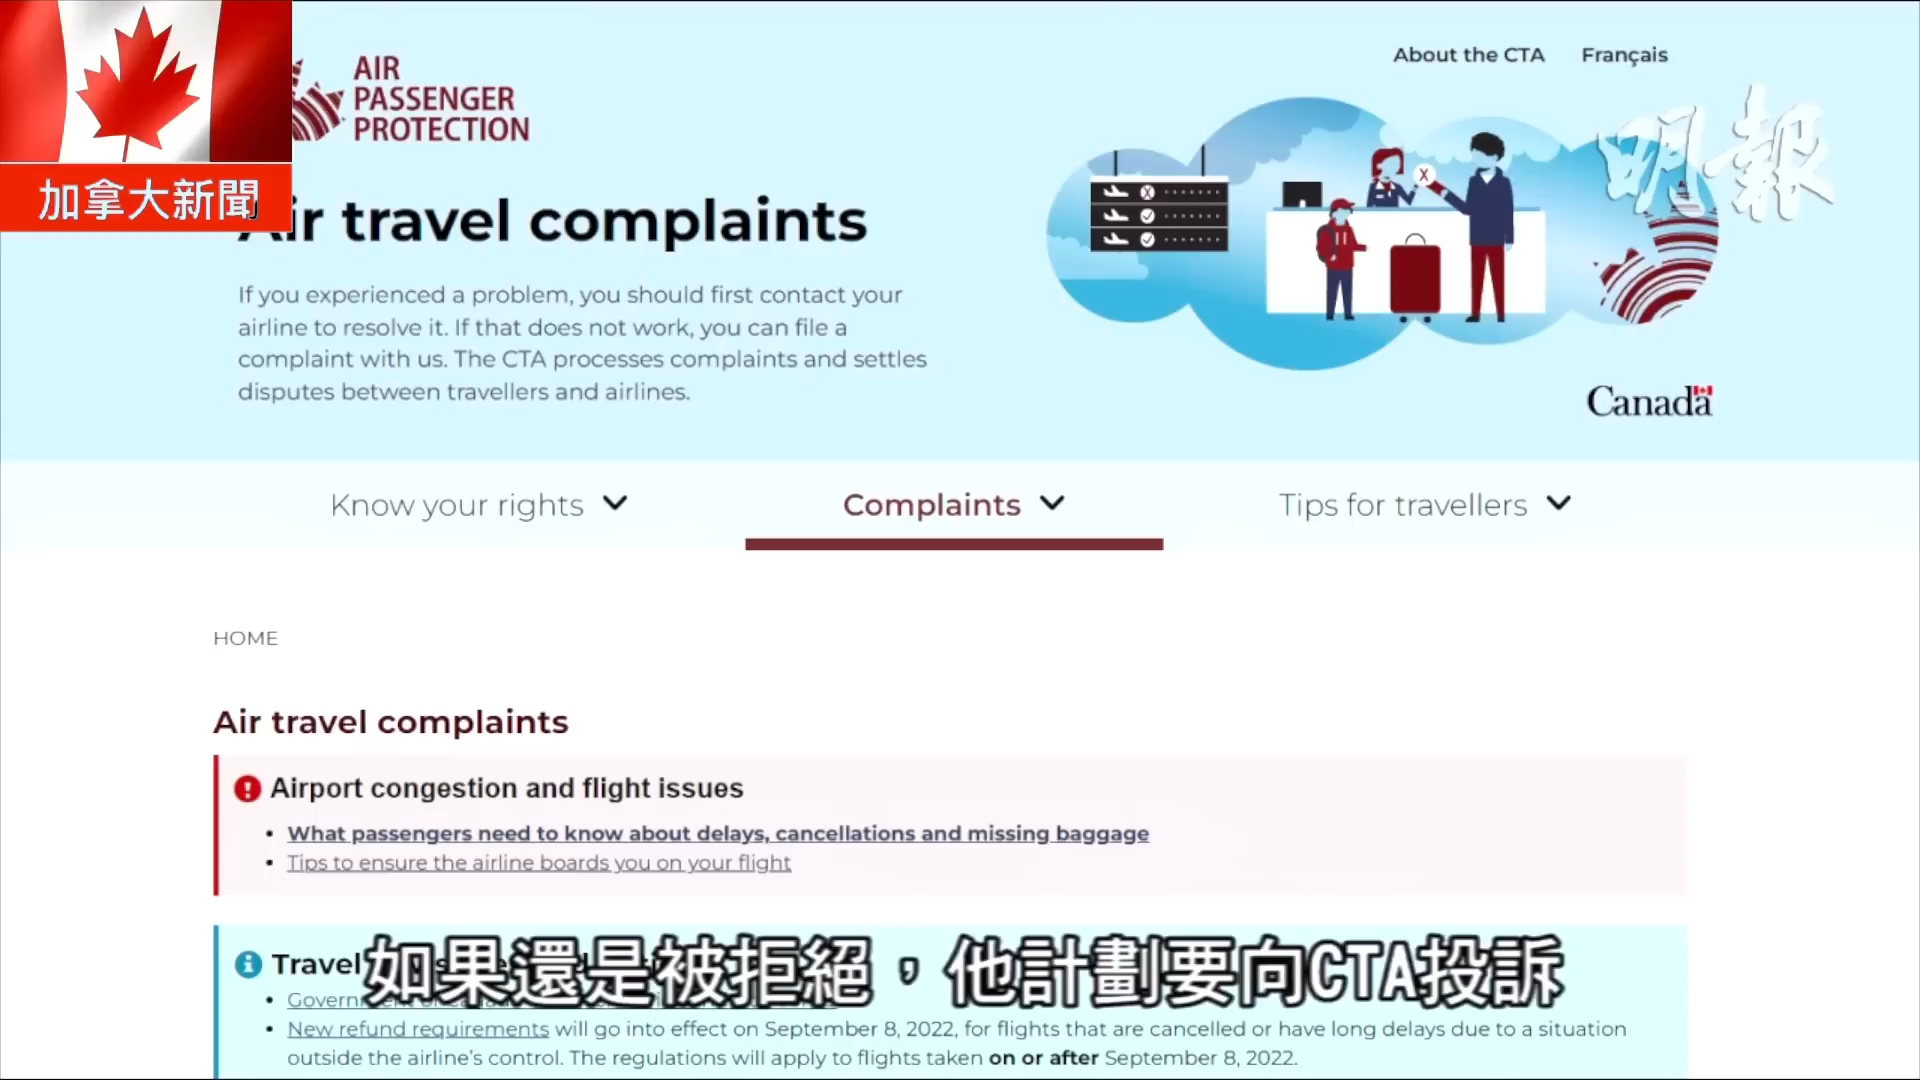 AIR
PASSENGER
PROTECTION
About the CTA
Français
明報
加拿大新聞
Air travel complaints
If you experienced a problem, you should first contact your
airline to resolve it. If that does not work, you can file a
complaint with us. The CTA processes complaints and settles
disputes between travellers and airlines.
Canada
Know your rights
Complaints
Tips for travellers
HOME
Air travel complaints
Airport congestion and flight issues
What passengers need to know about delays, cancellations and missing baggage
Tips to ensure the airline boards you on your flight
Travel
如果還是被拒絕，他計劃要向CTA投訴
New refund requirements will go into effect on September 8, 2022, for flights that are cancelled or have long delays due to a situation
outside the airline's control. The regulations will apply to flights taken on or after September 8, 2022.